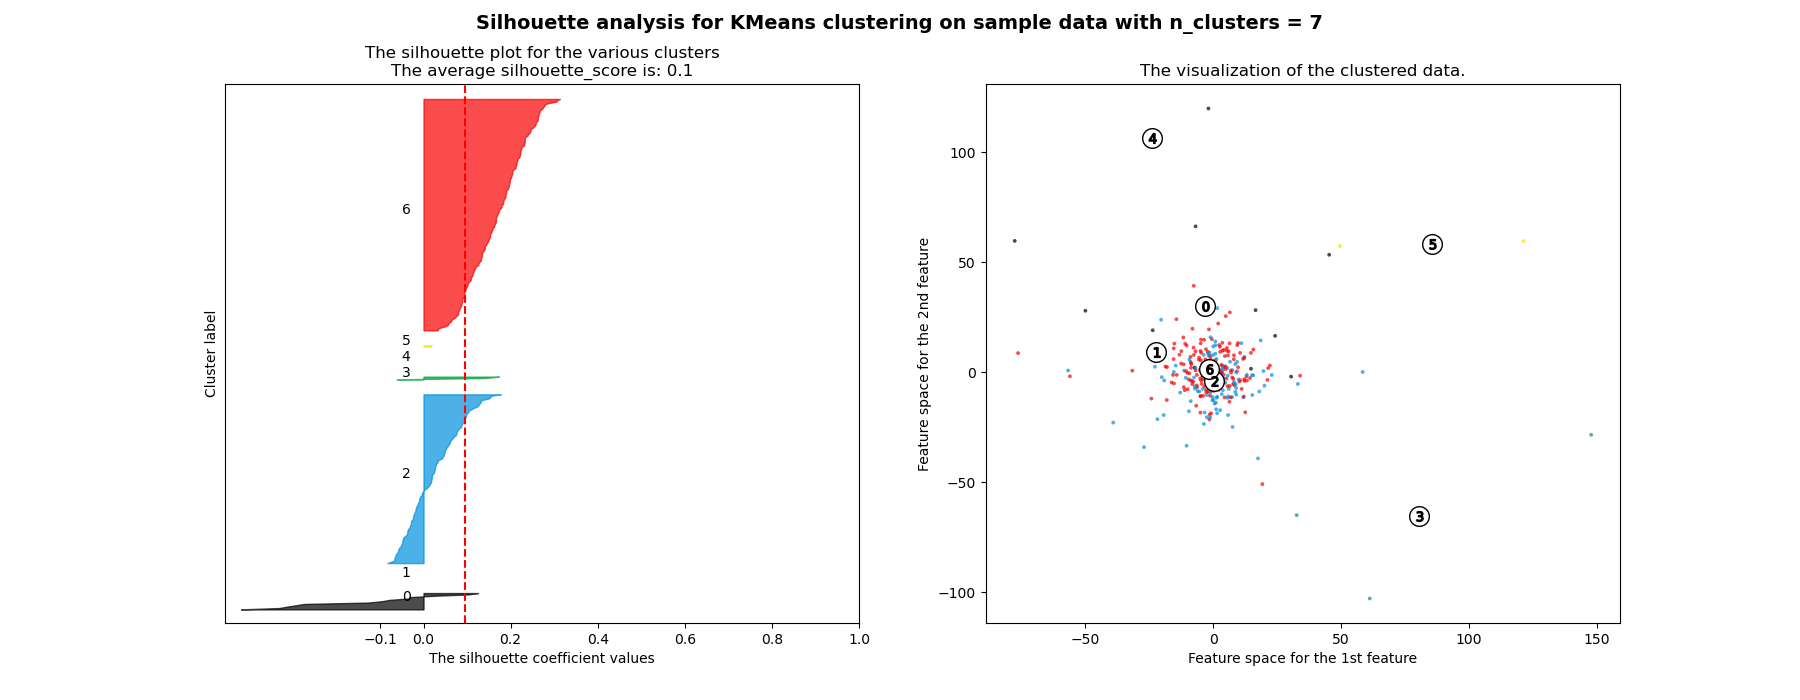 Silhouette analysis for KMeans clustering on sample data with n_clusters = 7
The silhouette plot for the various clusters
The average silhouette_score is: 0.1
Cluster label
6
5
4
3
2
1
0
−0.1 0.0 0.2 0.4 0.6 0.8 1.0
The silhouette coefficient values
The visualization of the clustered data.
Feature space for the 2nd feature
100
50
0
−50
−100
4
5
0
1
6
2
3
−50 0 50 100 150
Feature space for the 1st feature